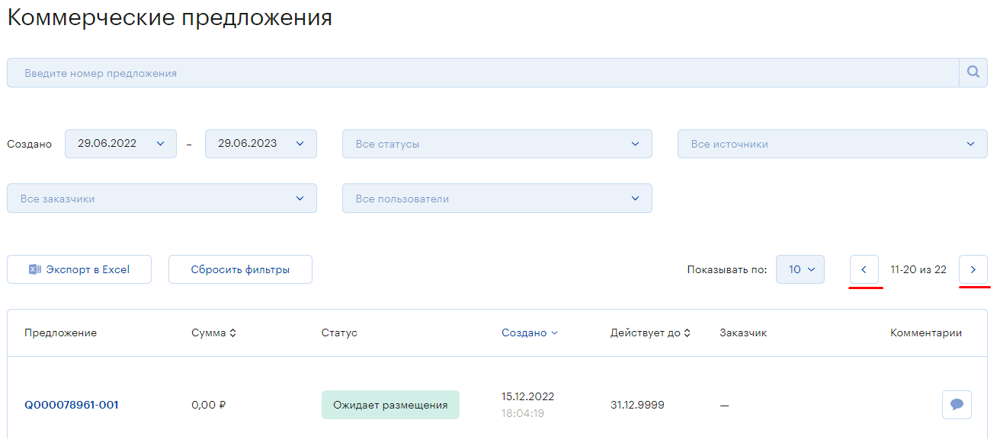 Коммерческие предложения
Введите номер предложения
Создано 29.06.2022 – 29.06.2023 Все статусы Все источники
Все заказчики Все пользователи
Экспорт в Excel Сбросить фильтры Показывать по: 10 11-20 из 22
Предложение Сумма Статус Создано Действует до Заказчик Комментарии
Q000078961-001 0,00 ₽ Ожидает размещения 15.12.2022 31.12.9999 —
18:04:19